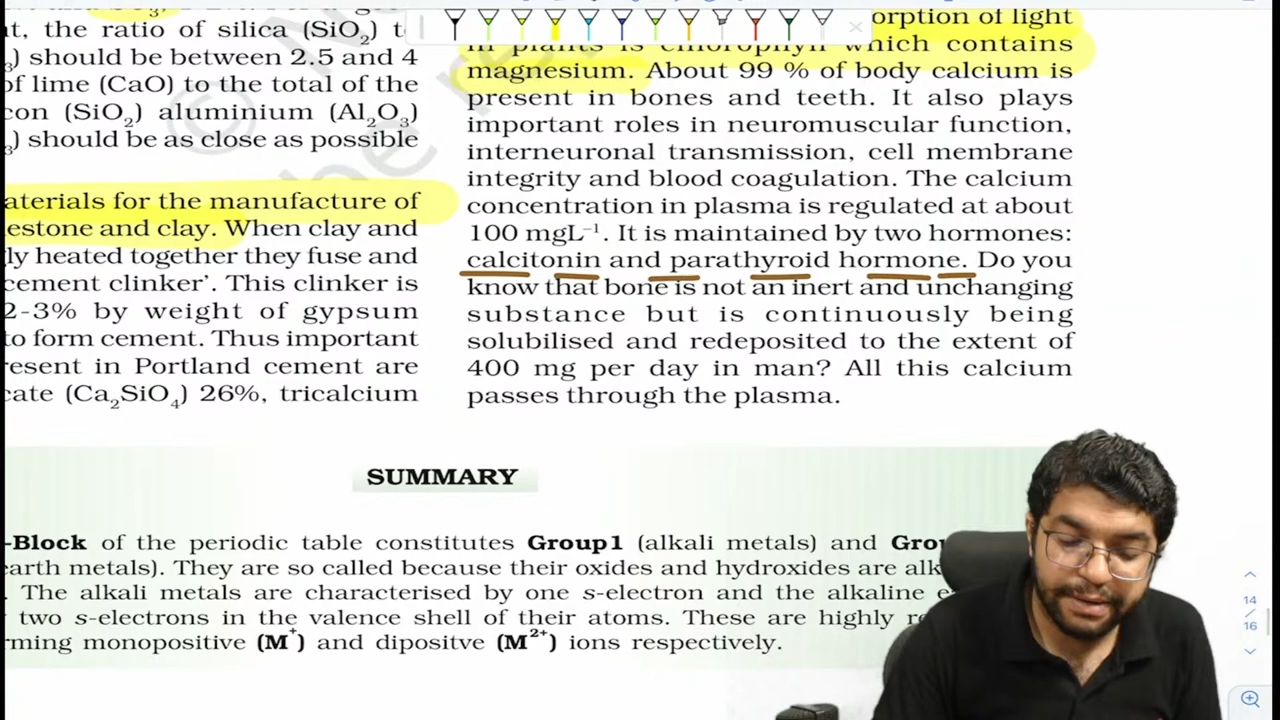 t, the ratio of silica (SiO2) t
3) should be between 2.5 and 4
of lime (CaO) to the total of the
con (SiO2) aluminium (Al2O3)
3) should be as close as possible
aterials for the manufacture of
estone and clay. When clay and
ly heated together they fuse and
cement clinker’. This clinker is
2-3% by weight of gypsum
to form cement. Thus important
resent in Portland cement are
cate (Ca2SiO4) 26%, tricalcium
orption of light
in plants is chlorophyll which contains
magnesium. About 99 % of body calcium is
present in bones and teeth. It also plays
important roles in neuromuscular function,
interneuronal transmission, cell membrane
integrity and blood coagulation. The calcium
concentration in plasma is regulated at about
100 mgL–1. It is maintained by two hormones:
calcitonin and parathyroid hormone. Do you
know that bone is not an inert and unchanging
substance but is continuously being
solubilised and redeposited to the extent of
400 mg per day in man? All this calcium
passes through the plasma.
SUMMARY
-Block of the periodic table constitutes Group1 (alkali metals) and Gro
earth metals). They are so called because their oxides and hydroxides are alk
. The alkali metals are characterised by one s-electron and the alkaline e
two s-electrons in the valence shell of their atoms. These are highly re
rming monopositive (M+) and dipositve (M2+) ions respectively.
14
/
16